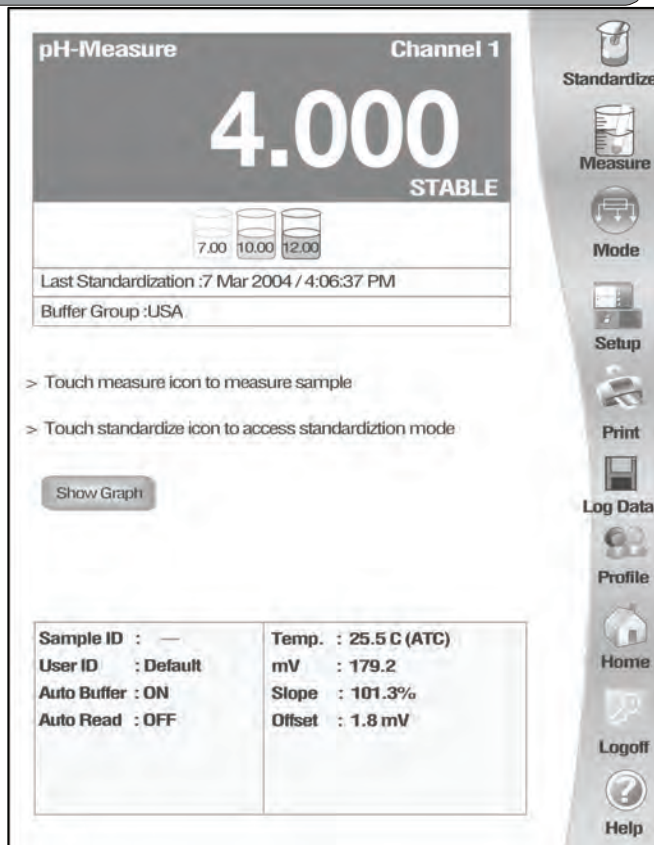 pH-Measure Channel 1
4.000
STABLE
7.00 10.00 12.00
Last Standardization :7 Mar 2004 / 4:06:37 PM
Buffer Group :USA
> Touch measure icon to measure sample
> Touch standardize icon to access standardiztion mode
Show Graph
Sample ID : —
User ID : Default
Auto Buffer : ON
Auto Read : OFF
Temp. : 25.5 C (ATC)
mV : 179.2
Slope : 101.3%
Offset : 1.8 mV
Standardize
Measure
Mode
Setup
Print
Log Data
Profile
Home
Logoff
Help